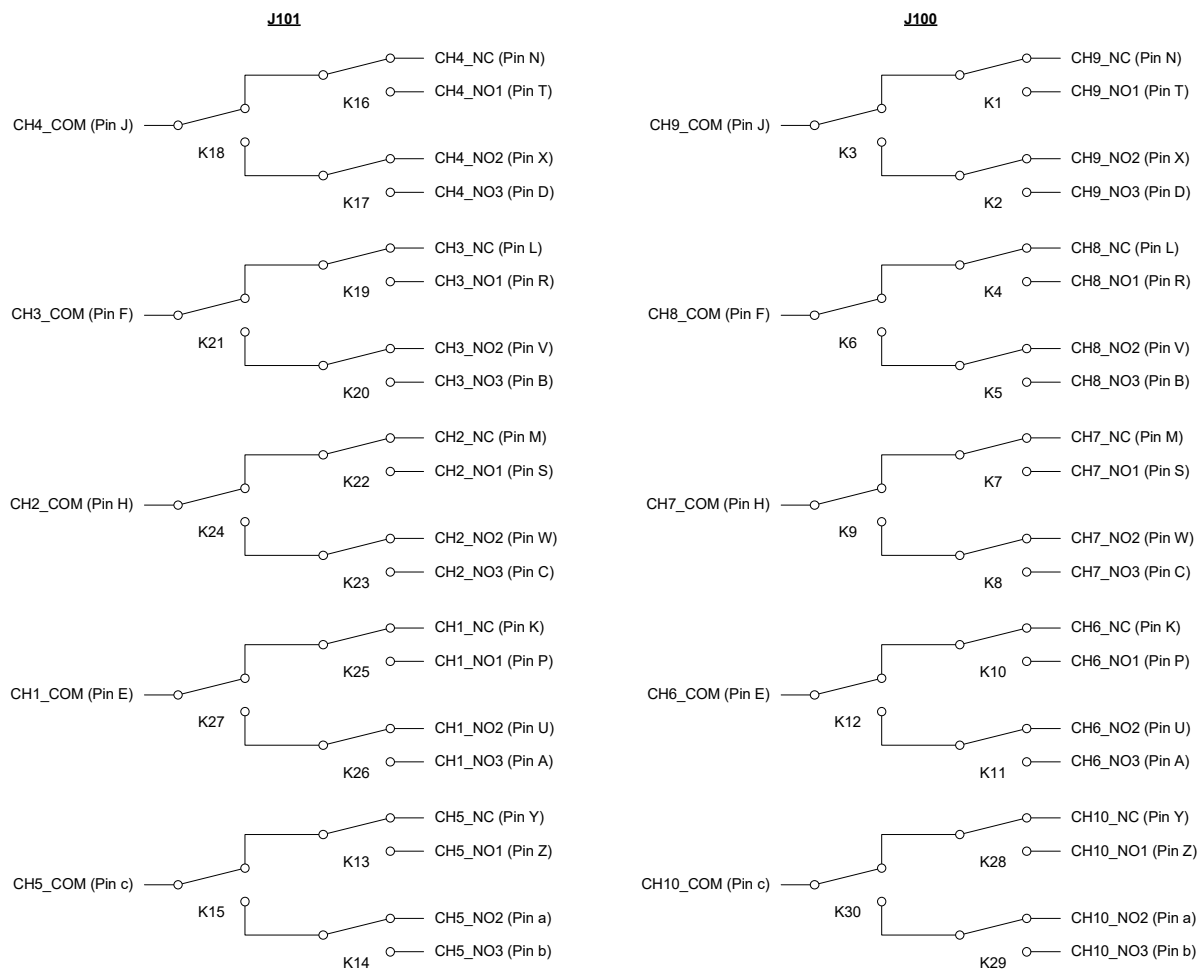 J101
CH4_NC (Pin N)
K16
CH4_NO1 (Pin T)
CH4_COM (Pin J)
K18
CH4_NO2 (Pin X)
K17
CH4_NO3 (Pin D)
CH3_NC (Pin L)
K19
CH3_NO1 (Pin R)
CH3_COM (Pin F)
K21
CH3_NO2 (Pin V)
K20
CH3_NO3 (Pin B)
CH2_NC (Pin M)
K22
CH2_NO1 (Pin S)
CH2_COM (Pin H)
K24
CH2_NO2 (Pin W)
K23
CH2_NO3 (Pin C)
CH1_NC (Pin K)
K25
CH1_NO1 (Pin P)
CH1_COM (Pin E)
K27
CH1_NO2 (Pin U)
K26
CH1_NO3 (Pin A)
CH5_NC (Pin Y)
K13
CH5_NO1 (Pin Z)
CH5_COM (Pin c)
K15
CH5_NO2 (Pin a)
K14
CH5_NO3 (Pin b)
J100
CH9_NC (Pin N)
K1
CH9_NO1 (Pin T)
CH9_COM (Pin J)
K3
CH9_NO2 (Pin X)
K2
CH9_NO3 (Pin D)
CH8_NC (Pin L)
K4
CH8_NO1 (Pin R)
CH8_COM (Pin F)
K6
CH8_NO2 (Pin V)
K5
CH8_NO3 (Pin B)
CH7_NC (Pin M)
K7
CH7_NO1 (Pin S)
CH7_COM (Pin H)
K9
CH7_NO2 (Pin W)
K8
CH7_NO3 (Pin C)
CH6_NC (Pin K)
K10
CH6_NO1 (Pin P)
CH6_COM (Pin E)
K12
CH6_NO2 (Pin U)
K11
CH6_NO3 (Pin A)
CH10_NC (Pin Y)
K28
CH10_NO1 (Pin Z)
CH10_COM (Pin c)
K30
CH10_NO2 (Pin a)
K29
CH10_NO3 (Pin b)